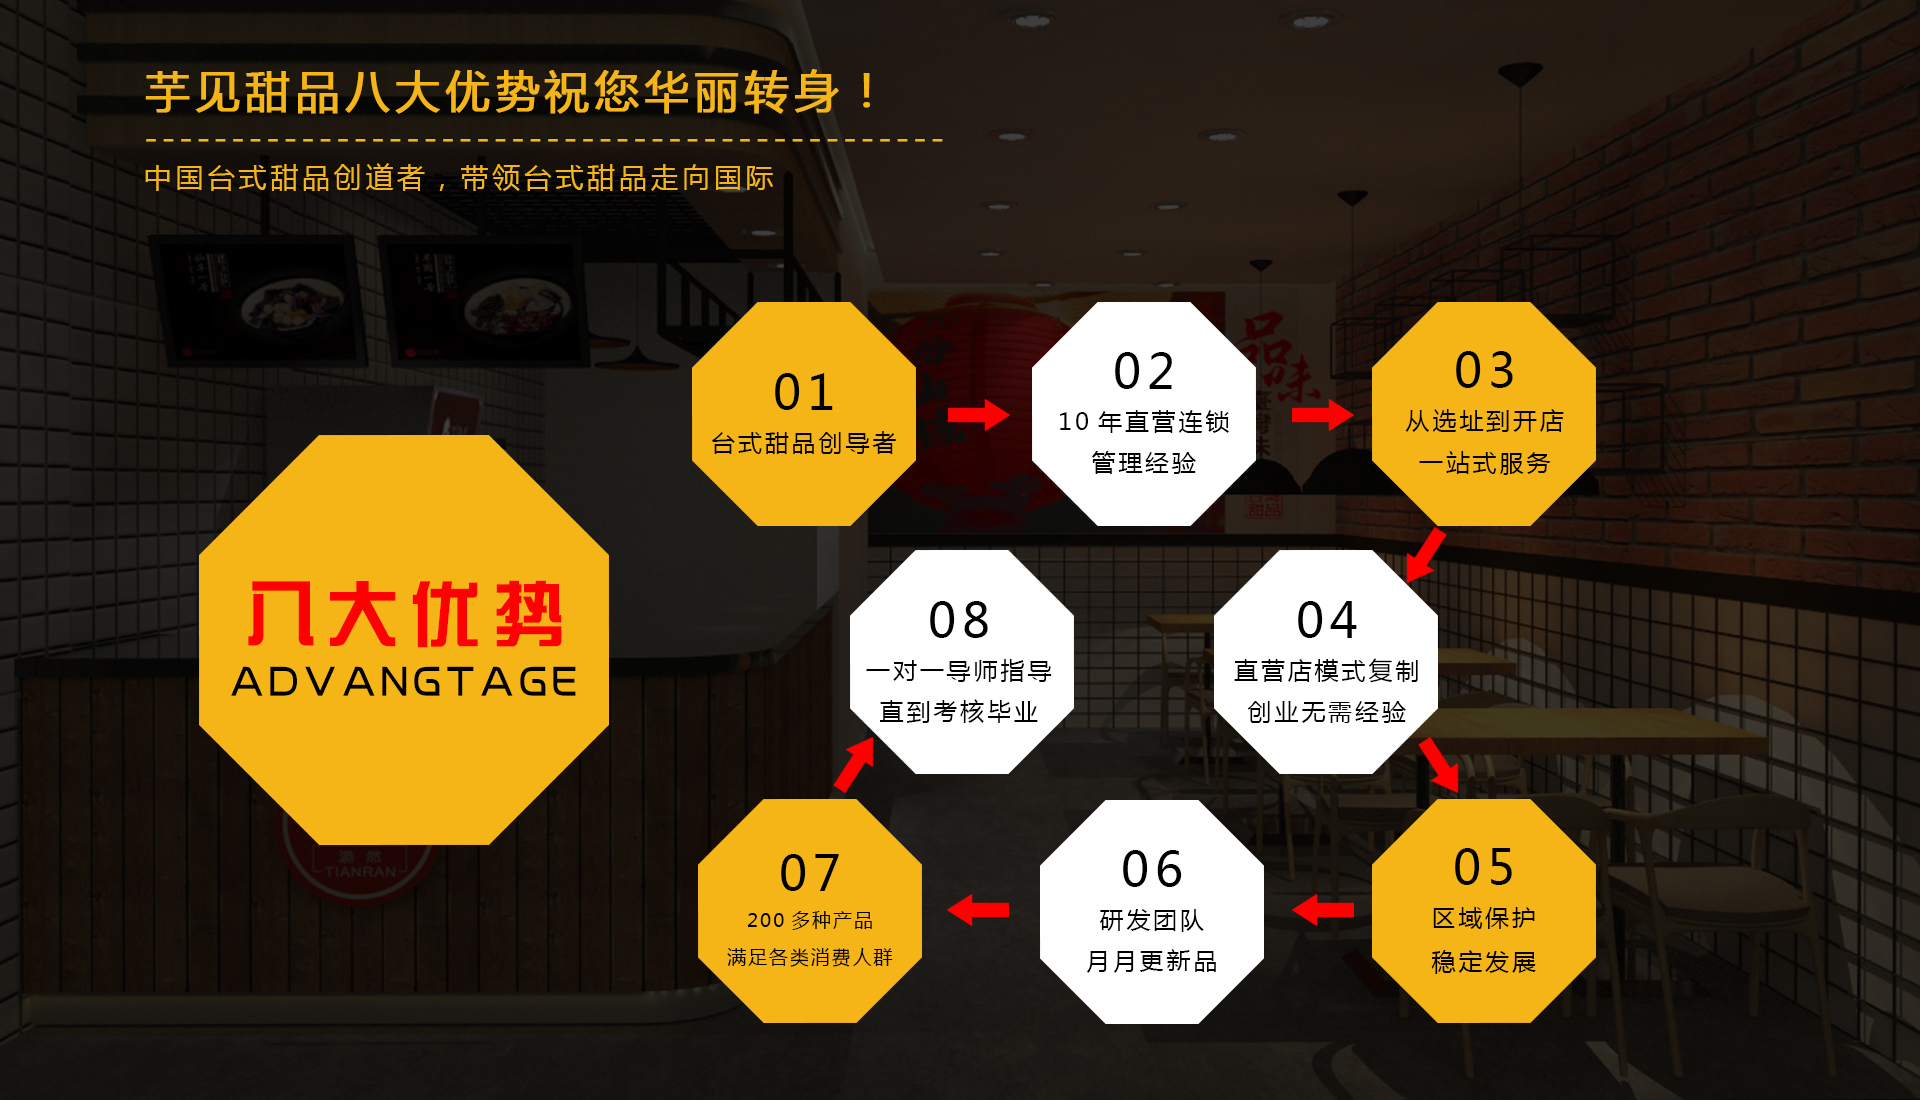 芋见甜品八大优势祝您华丽转身！
中国台式甜品创道者，带领台式甜品走向国际
八大优势
ADVANGTAGE
01
台式甜品创导者
02
10 年直营连锁
管理经验
03
从选址到开店
一站式服务
04
直营店模式复制
创业无需经验
05
区域保护
稳定发展
06
研发团队
月月更新品
07
200 多种产品
满足各类消费人群
08
一对一导师指导
直到考核毕业
品味
甜品
TIANRAN